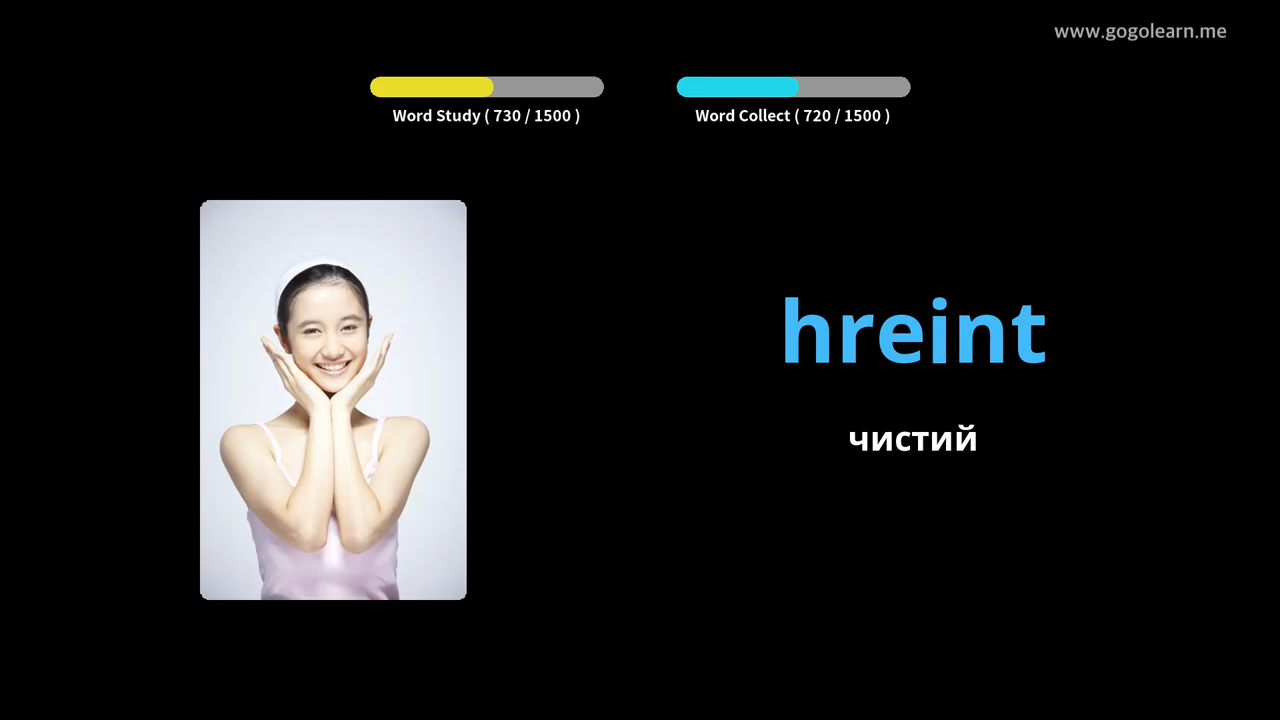 www.gogolearn.me
Word Study ( 730 / 1500 )
Word Collect ( 720 / 1500 )
hreint
чистий